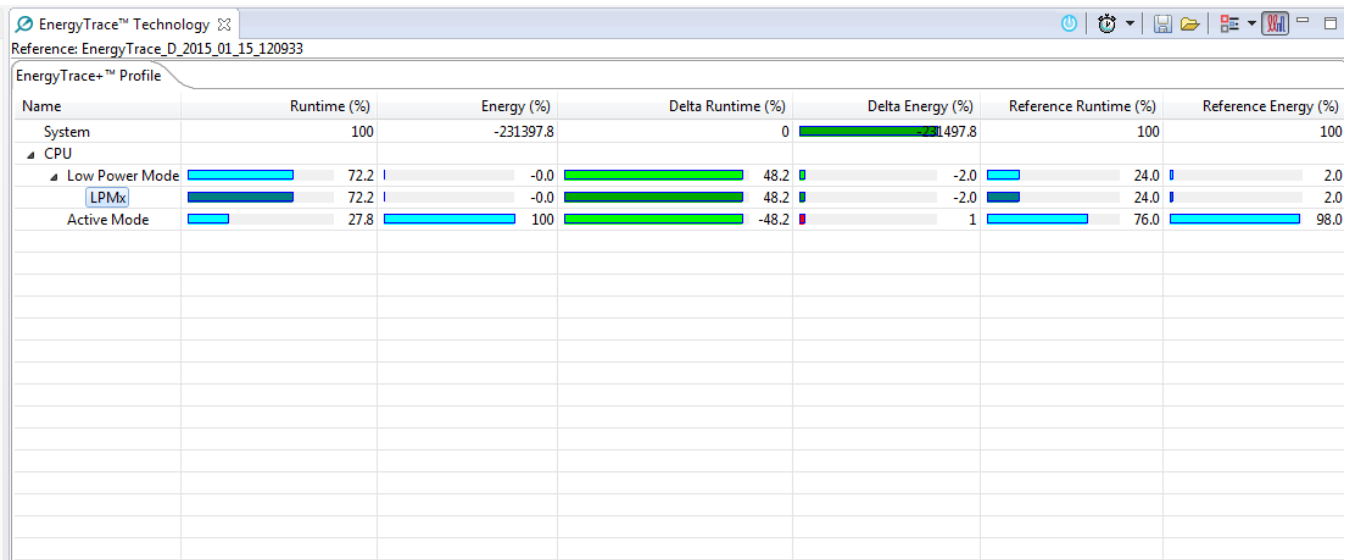 EnergyTrace™ Technology
Reference: EnergyTrace_D_2015_01_15_120933
EnergyTrace+™ Profile
Name Runtime (%) Energy (%) Delta Runtime (%) Delta Energy (%) Reference Runtime (%) Reference Energy (%)
System 100 -231397.8 0 -231497.8 100 100
CPU
Low Power Mode 72.2 -0.0 48.2 -2.0 24.0 2.0
LPMx 72.2 -0.0 48.2 -2.0 24.0 2.0
Active Mode 27.8 100 -48.2 1 76.0 98.0